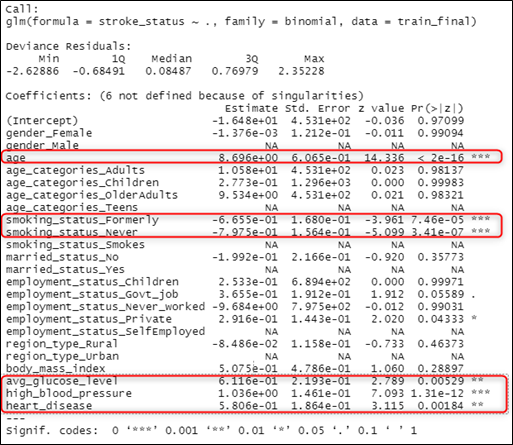 Call:
glm(formula = stroke_status ~ ., family = binomial, data = train_final)
Deviance Residuals:
Min 1Q Median 3Q Max
-2.62886 -0.68491 0.08487 0.76979 2.35228
Coefficients: (6 not defined because of singularities)
Estimate Std. Error z value Pr(>|z|)
(Intercept) -1.648e+01 4.531e+02 -0.036 0.97099
gender_Female -1.376e-03 1.212e-01 -0.011 0.99094
gender_Male NA NA NA NA
age 8.696e+00 6.065e-01 14.336 < 2e-16 ***
age_categories_Adults 1.058e+01 4.531e+02 0.023 0.98137
age_categories_Children 2.773e-01 1.296e+03 0.000 0.99983
age_categories_OlderAdults 9.534e+00 4.531e+02 0.021 0.98321
age_categories_Teens NA NA NA NA
smoking_status_Formerly -6.655e-01 1.680e-01 -3.961 7.46e-05 ***
smoking_status_Never -7.975e-01 1.564e-01 -5.099 3.41e-07 ***
smoking_status_Smokes NA NA NA NA
married_status_No -1.992e-01 2.166e-01 -0.920 0.35773
married_status_Yes NA NA NA NA
employment_status_Children 2.533e-01 6.894e+02 0.000 0.99971
employment_status_Govt_job 3.655e-01 1.912e-01 1.912 0.05589 .
employment_status_Never_worked -9.684e+00 7.975e+02 -0.012 0.99031
employment_status_Private 2.916e-01 1.443e-01 2.020 0.04333 *
employment_status_SelfEmployed NA NA NA NA
region_type_Rural -8.486e-02 1.158e-01 -0.733 0.46373
region_type_Urban NA NA NA NA
body_mass_index 5.075e-01 4.786e-01 1.060 0.28897
avg_glucose_level 6.116e-01 2.193e-01 2.789 0.00529 **
high_blood_pressure 1.036e+00 1.461e-01 7.093 1.31e-12 ***
heart_disease 5.806e-01 1.864e-01 3.115 0.00184 **
---
Signif. codes: 0 ‘***’ 0.001 ‘**’ 0.01 ‘*’ 0.05 ‘.’ 0.1 ‘ ’ 1